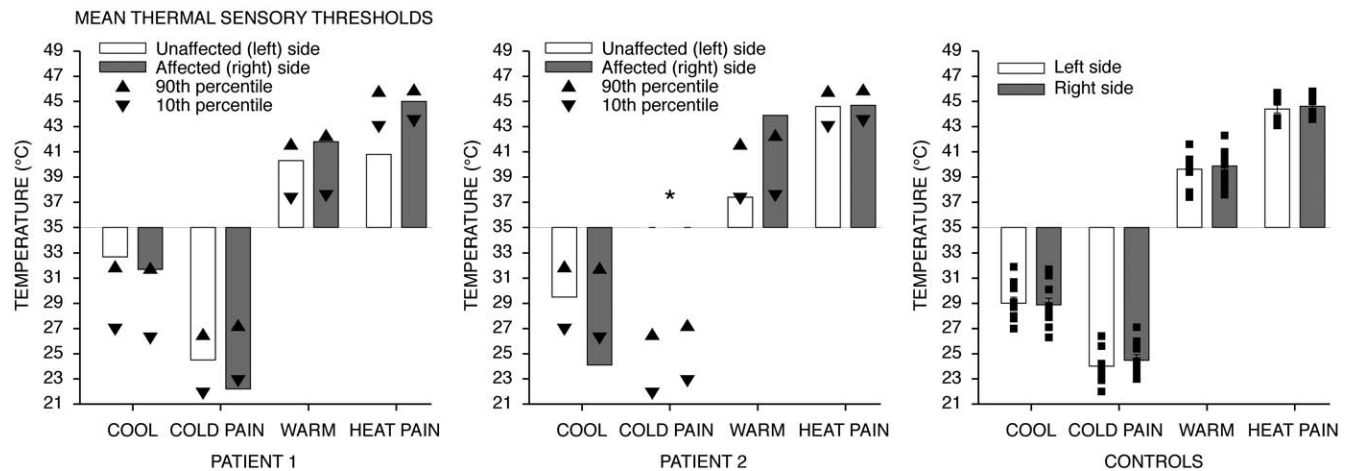 MEAN THERMAL SENSORY THRESHOLDS
TEMPERATURE (°C)
49
47
45
43
41
39
37
35
33
31
29
27
25
23
21
Unaffected (left) side
Affected (right) side
90th percentile
10th percentile
COOL COLD PAIN WARM HEAT PAIN
PATIENT 1
TEMPERATURE (°C)
49
47
45
43
41
39
37
35
33
31
29
27
25
23
21
Unaffected (left) side
Affected (right) side
90th percentile
10th percentile
*
COOL COLD PAIN WARM HEAT PAIN
PATIENT 2
TEMPERATURE (°C)
49
47
45
43
41
39
37
35
33
31
29
27
25
23
21
Left side
Right side
COOL COLD PAIN WARM HEAT PAIN
CONTROLS